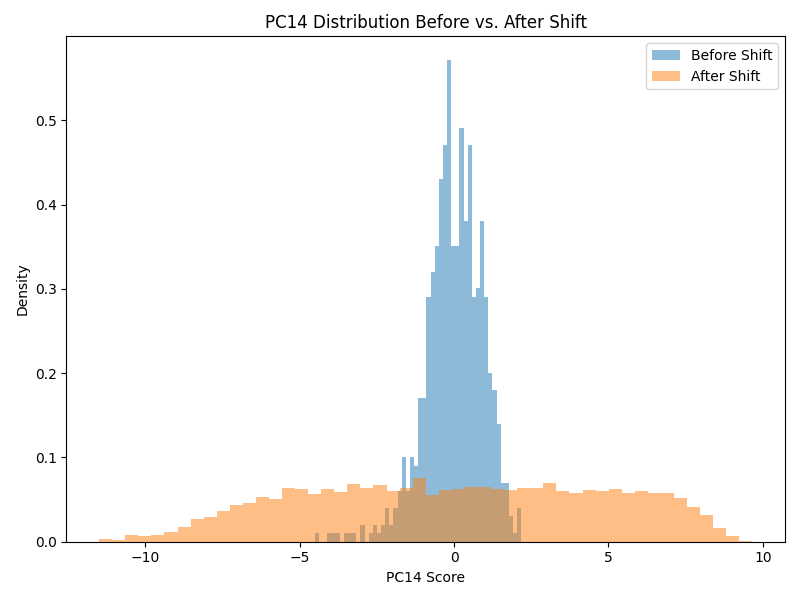 PC14 Distribution Before vs. After Shift
Before Shift
After Shift
Density
0.5
0.4
0.3
0.2
0.1
0.0
−10
−5
0
5
10
PC14 Score